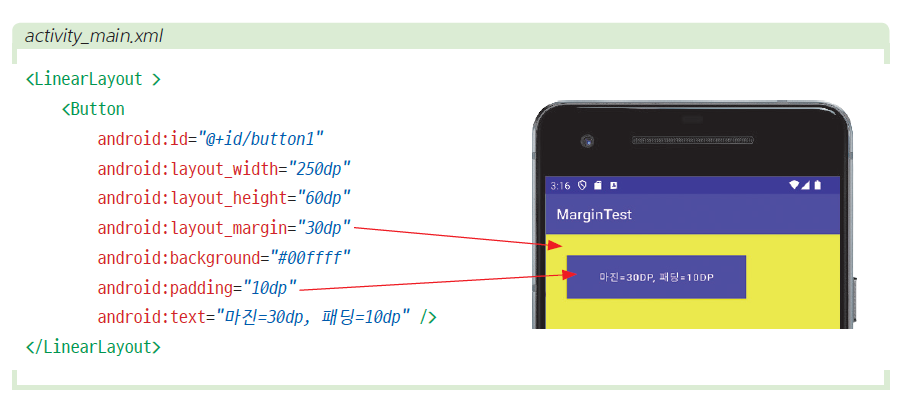 activity_main.xml
<LinearLayout >
<Button
android:id="@+id/button1"
android:layout_width="250dp"
android:layout_height="60dp"
android:layout_margin="30dp"
android:background="#00ffff"
android:padding="10dp"
android:text="마진=30dp, 패딩=10dp" />
</LinearLayout>
3:16
MarginTest
마진=30DP, 패딩=10DP